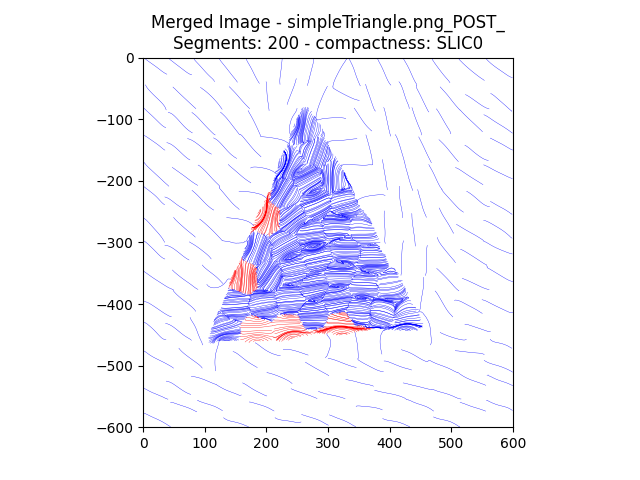 Merged Image - simpleTriangle.png_POST_
Segments: 200 - compactness: SLIC0
0
−100
−200
−300
−400
−500
−600
0 100 200 300 400 500 600